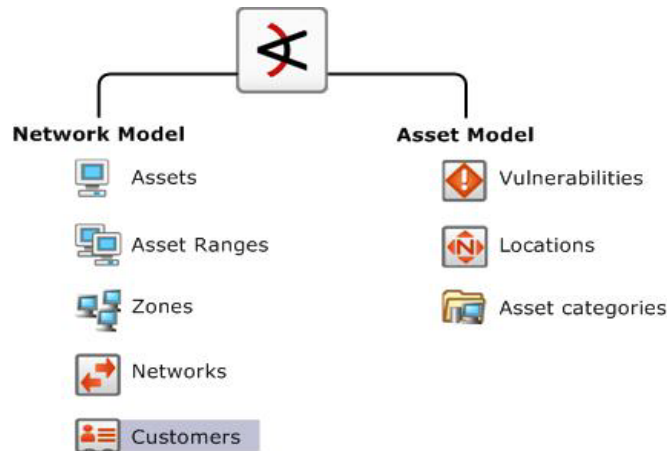 Network Model
Assets
Asset Ranges
Zones
Networks
Customers
Asset Model
Vulnerabilities
Locations
Asset categories